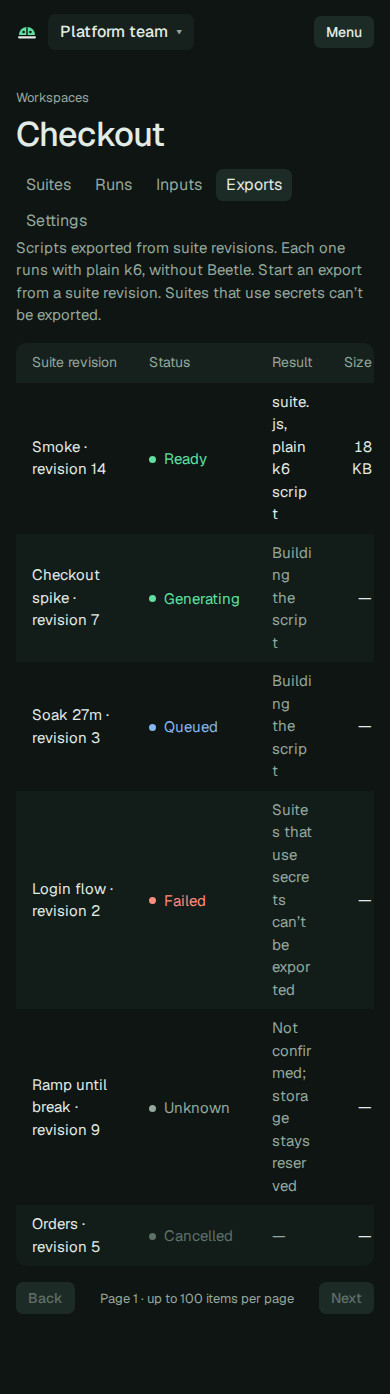 Platform team
Menu
Workspaces
Checkout
Suites Runs Inputs Exports
Settings
Scripts exported from suite revisions. Each one
runs with plain k6, without Beetle. Start an export
from a suite revision. Suites that use secrets can’t
be exported.
Suite revision Status Result Size
Smoke ·
revision 14
Ready
suite.
js,
plain
k6
scrip
t
18
KB
Checkout
spike ·
revision 7
Generating
Buildi
ng
the
scrip
t
—
Soak 27m ·
revision 3
Queued
Buildi
ng
the
scrip
t
—
Login flow ·
revision 2
Failed
Suite
s that
use
secre
ts
can’t
be
expor
ted
—
Ramp until
break ·
revision 9
Unknown
Not
confir
med;
stora
ge
stays
reser
ved
—
Orders ·
revision 5
Cancelled
—
—
Back
Page 1 · up to 100 items per page
Next